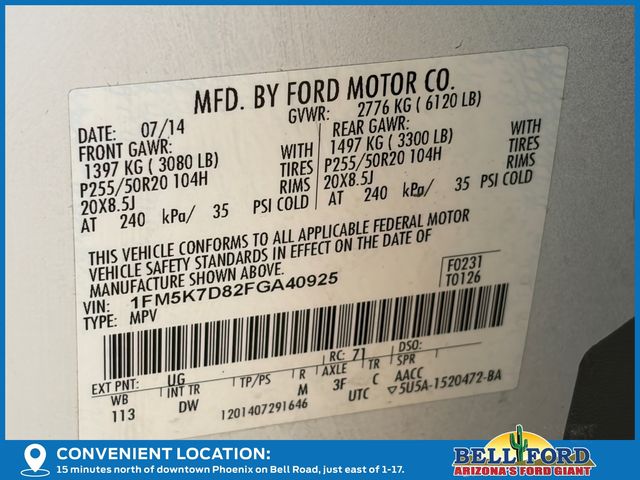 MFD. BY FORD MOTOR CO.
DATE: 07/14 GVWR: 2776 KG ( 6120 LB)
FRONT GAWR: REAR GAWR:
1397 KG ( 3080 LB) WITH 1497 KG ( 3300 LB) WITH
P255/50R20 104H TIRES P255/50R20 104H TIRES
20X8.5J RIMS 20X8.5J RIMS
AT 240 kPa/ 35 PSI COLD AT 240 kPa/ 35 PSI COLD
THIS VEHICLE CONFORMS TO ALL APPLICABLE FEDERAL MOTOR
VEHICLE SAFETY STANDARDS IN EFFECT ON THE DATE OF
MANUFACTURE SHOWN ABOVE.
VIN: 1FM5K7D82FGA40925 F0231
TYPE: MPV T0126
EXT PNT: UG RC: 71 DSO:
WB INT TR TP/PS R AXLE TR SPR
113 DW M 3F C AACC
1201407291646 UTC ▽5U5A-1520472-BA
CONVENIENT LOCATION:
15 minutes north of downtown Phoenix on Bell Road, just east of 1-17.
BELL FORD
ARIZONA'S FORD GIANT